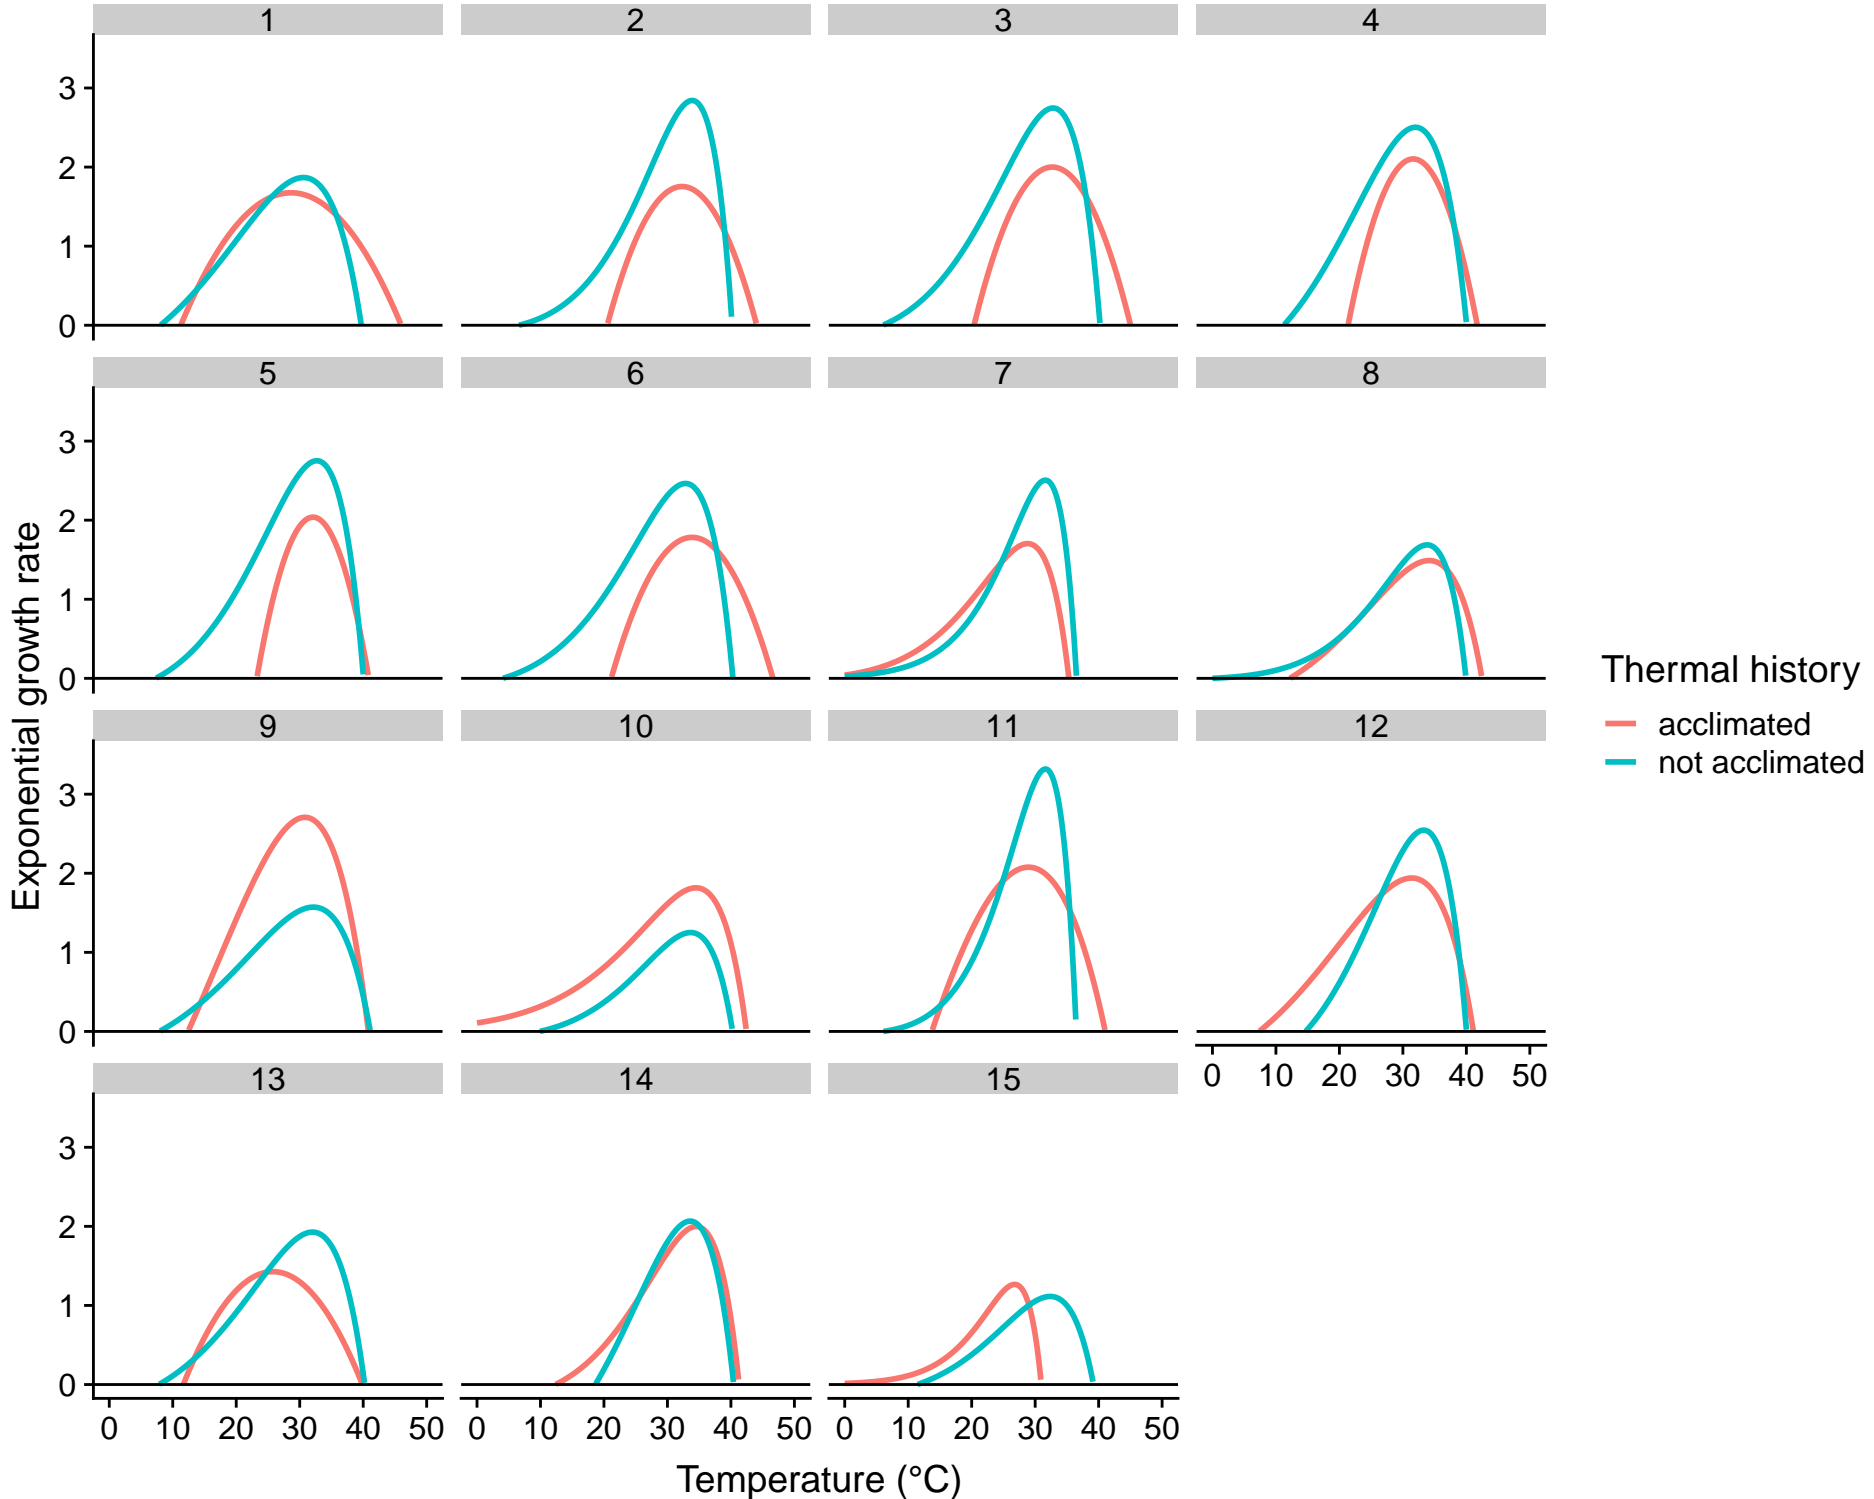 1 2 3 4
3
2
1
0
5 6 7 8
3
2
1
0
9 10 11 12
3
2
1
0
0 10 20 30 40 50
13 14 15
3
2
1
0
0 10 20 30 40 50 0 10 20 30 40 50 0 10 20 30 40 50
Temperature (°C)
Exponential growth rate
Thermal history
acclimated
not acclimated